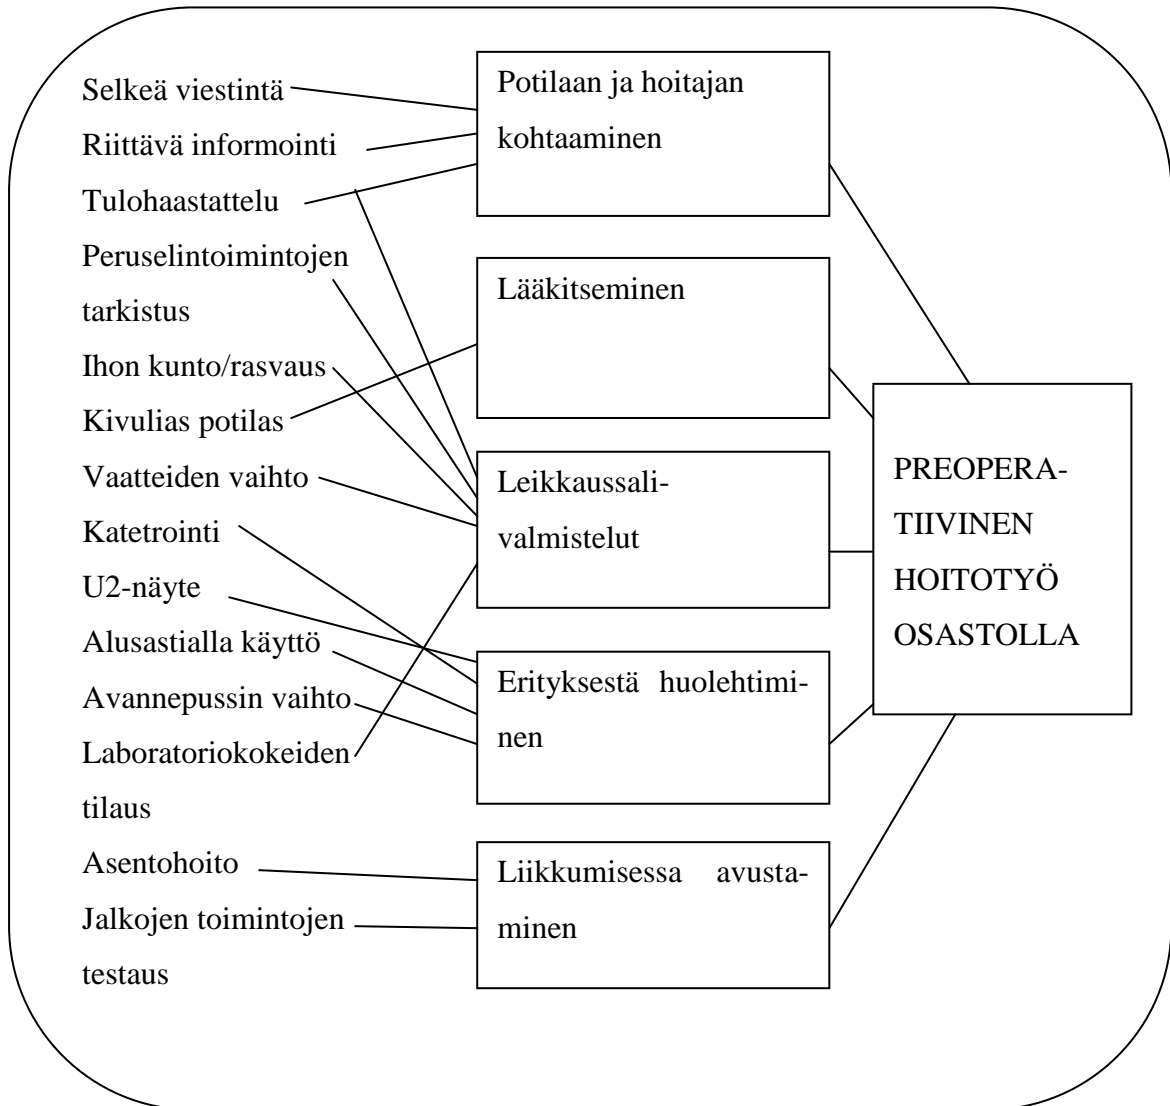 Selkeä viestintä
Riittävä informointi
Tulohaastattelu
Peruselintoimintojen
tarkistus
Ihon kunto/rasvaus
Kivulias potilas
Vaatteiden vaihto
Katetrointi
U2-näyte
Alusastialla käyttö
Avannepussin vaihto
Laboratoriokokeiden
tilaus
Asentohoito
Jalkojen toimintojen
testaus
Potilaan ja hoitajan
kohtaaminen
Lääkitseminen
Leikkaussali-
valmistelut
Erityksestä huolehtimi-
nen
Liikkumisessa avusta-
minen
PREOPERA-
TIIVINEN
HOITOTYÖ
OSASTOLLA